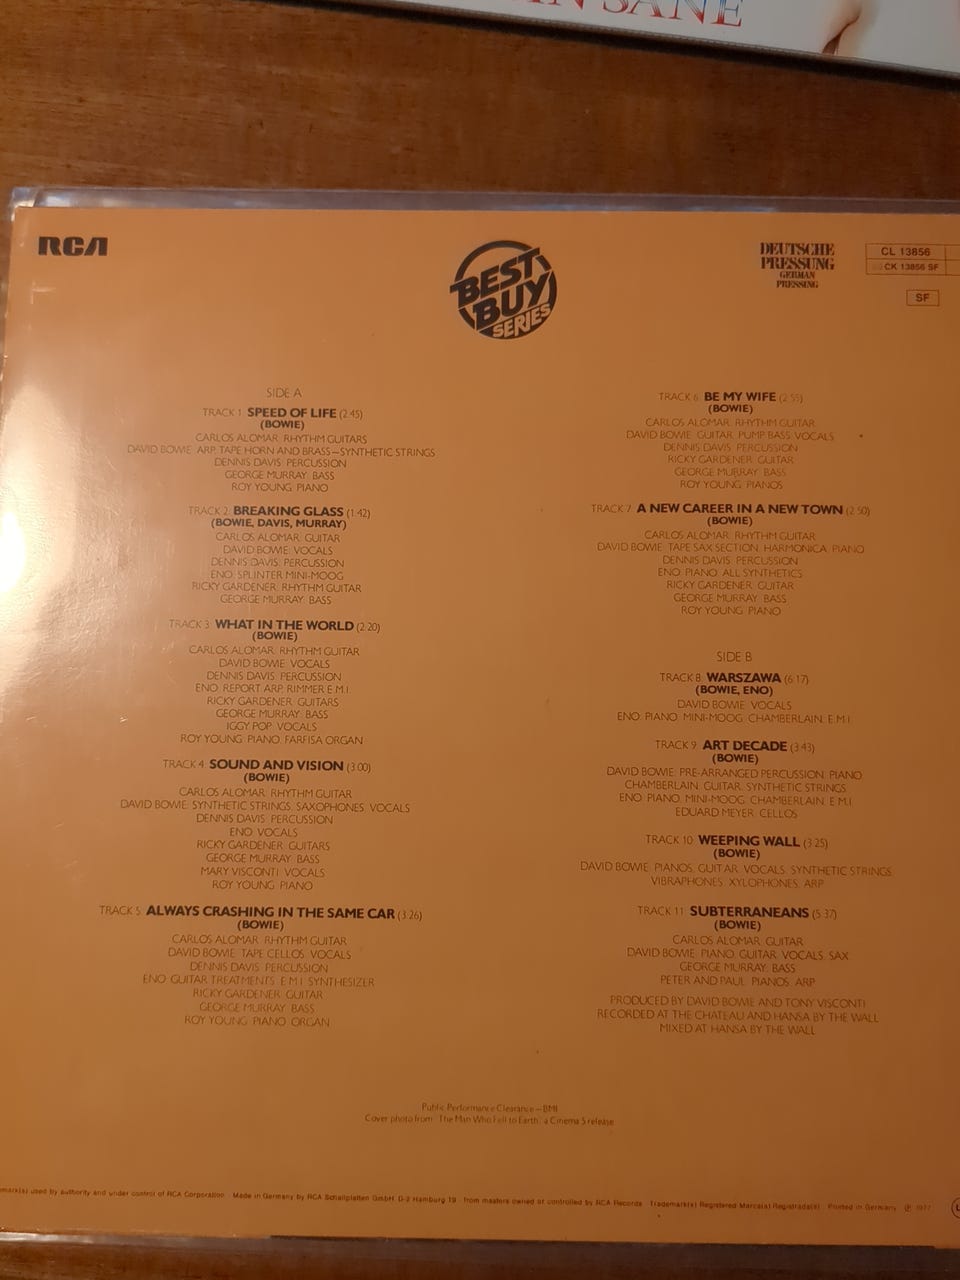 SANE
RCA
BEST
BUY
SERIES
DEUTSCHE
PRESSUNG
GERMAN
PRESSING
CL 13856
CK 13856 SF
SF
SIDE A
TRACK 1. SPEED OF LIFE (2.45)
(BOWIE)
CARLOS ALOMAR: RHYTHM GUITARS
DAVID BOWIE: ARP, TAPE HORN AND BRASS—SYNTHETIC STRINGS
DENNIS DAVIS: PERCUSSION
GEORGE MURRAY: BASS
ROY YOUNG: PIANO
TRACK 2. BREAKING GLASS (1.42)
(BOWIE, DAVIS, MURRAY)
CARLOS ALOMAR: GUITAR
DAVID BOWIE: VOCALS
DENNIS DAVIS: PERCUSSION
ENO: SPLINTER MINI-MOOG
RICKY GARDENER: RHYTHM GUITAR
GEORGE MURRAY: BASS
TRACK 3. WHAT IN THE WORLD (2.20)
(BOWIE)
CARLOS ALOMAR: RHYTHM GUITAR
DAVID BOWIE: VOCALS
DENNIS DAVIS: PERCUSSION
ENO: REPORT ARP, RIMMER E.M.I.
RICKY GARDENER: GUITARS
GEORGE MURRAY: BASS
IGGY POP: VOCALS
ROY YOUNG: PIANO, FARFISA ORGAN
TRACK 4. SOUND AND VISION (3.00)
(BOWIE)
CARLOS ALOMAR: RHYTHM GUITAR
DAVID BOWIE: SYNTHETIC STRINGS, SAXOPHONES, VOCALS
DENNIS DAVIS: PERCUSSION
ENO: VOCALS
RICKY GARDENER: GUITARS
GEORGE MURRAY: BASS
MARY VISCONTI: VOCALS
ROY YOUNG: PIANO
TRACK 5. ALWAYS CRASHING IN THE SAME CAR (3.26)
(BOWIE)
CARLOS ALOMAR: RHYTHM GUITAR
DAVID BOWIE: TAPE CELLOS, VOCALS
DENNIS DAVIS: PERCUSSION
ENO: GUITAR TREATMENTS, E.M.I. SYNTHESIZER
RICKY GARDENER: GUITAR
GEORGE MURRAY: BASS
ROY YOUNG: PIANO, ORGAN
TRACK 6. BE MY WIFE (2.55)
(BOWIE)
CARLOS ALOMAR: RHYTHM GUITAR
DAVID BOWIE: GUITAR, PUMP BASS, VOCALS
DENNIS DAVIS: PERCUSSION
RICKY GARDENER: GUITAR
GEORGE MURRAY: BASS
ROY YOUNG: PIANOS
TRACK 7. A NEW CAREER IN A NEW TOWN (2.50)
(BOWIE)
CARLOS ALOMAR: RHYTHM GUITAR
DAVID BOWIE: TAPE SAX SECTION, HARMONICA, PIANO
DENNIS DAVIS: PERCUSSION
ENO: PIANO, ALL SYNTHETICS
RICKY GARDENER: GUITAR
GEORGE MURRAY: BASS
ROY YOUNG: PIANO
SIDE B
TRACK 8. WARSZAWA (6.17)
(BOWIE, ENO)
DAVID BOWIE: VOCALS
ENO: PIANO, MINI-MOOG, CHAMBERLAIN, E.M.I.
TRACK 9. ART DECADE (3.43)
(BOWIE)
DAVID BOWIE: PRE-ARRANGED PERCUSSION, PIANO
CHAMBERLAIN, GUITAR, SYNTHETIC STRINGS
ENO: PIANO, MINI-MOOG, CHAMBERLAIN, E.M.I.
EDUARD MEYER: CELLOS
TRACK 10. WEEPING WALL (3.25)
(BOWIE)
DAVID BOWIE: PIANOS, GUITAR, VOCALS, SYNTHETIC STRINGS,
VIBRAPHONES, XYLOPHONES, ARP
TRACK 11. SUBTERRANEANS (5.37)
(BOWIE)
CARLOS ALOMAR: GUITAR
DAVID BOWIE: PIANO, GUITAR, VOCALS, SAX
GEORGE MURRAY: BASS
PETER AND PAUL: PIANOS, ARP
PRODUCED BY DAVID BOWIE AND TONY VISCONTI
RECORDED AT THE CHATEAU AND HANSA BY THE WALL
MIXED AT HANSA BY THE WALL
Public Performance Clearance—BMI
Cover photo from 'The Man Who Fell to Earth' a Cinema 5 release
mark(s) used by authority and under control of RCA Corporation · Made in Germany by RCA Schallplatten GmbH, D-2 Hamburg 19 · from masters owned or controlled by RCA Records · Trademark(s) Registered Marca(s) Registrada(s) · Printed in Germany · ℗ 1977